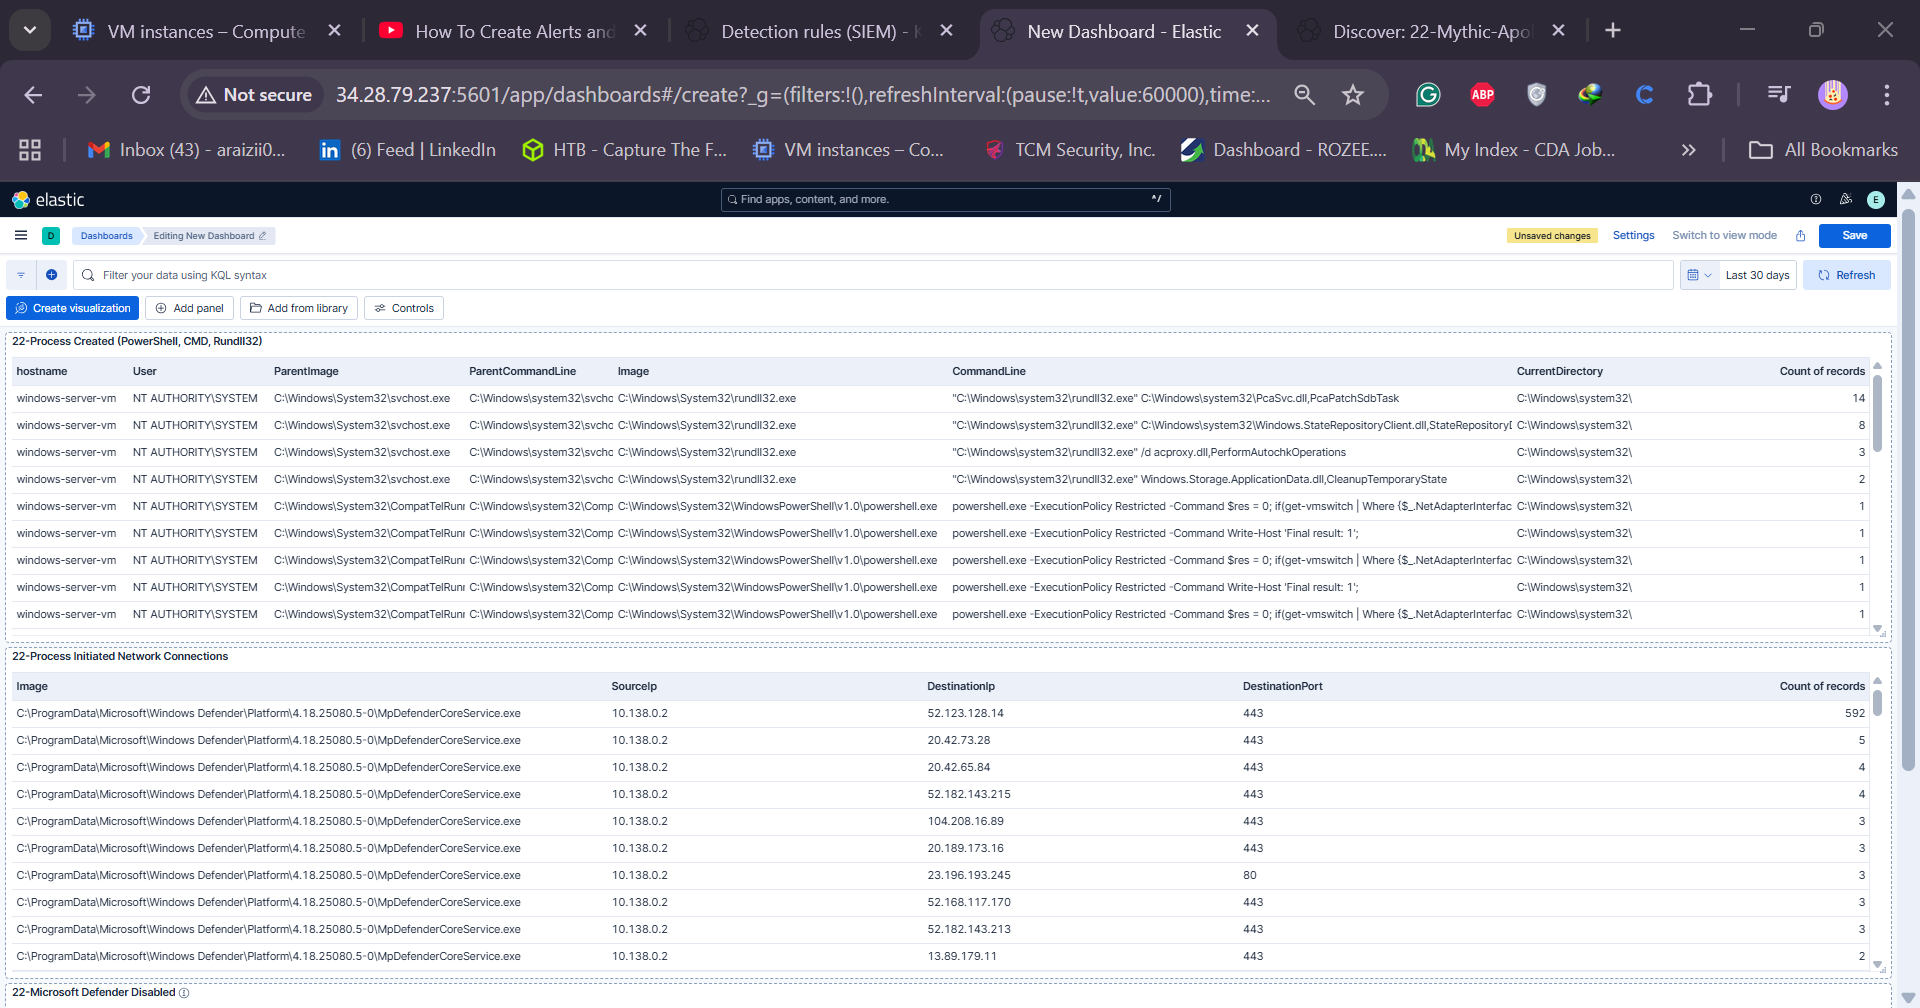 VM instances – Compute
How To Create Alerts and
Detection rules (SIEM) - K
New Dashboard - Elastic
Discover: 22-Mythic-Apol
Not secure
34.28.79.237:5601/app/dashboards#/create?_g=(filters:!(),refreshInterval:(pause:!t,value:60000),time:...
ABP
Inbox (43) - araizii0...
(6) Feed | LinkedIn
HTB - Capture The F...
VM instances – Co...
TCM Security, Inc.
Dashboard - ROZEE....
My Index - CDA Job...
All Bookmarks
elastic
Find apps, content, and more.
^/
E
D
Dashboards
Editing New Dashboard
Unsaved changes
Settings
Switch to view mode
Save
Filter your data using KQL syntax
Last 30 days
Refresh
Create visualization
Add panel
Add from library
Controls
22-Process Created (PowerShell, CMD, Rundll32)
hostname User ParentImage ParentCommandLine Image CommandLine CurrentDirectory Count of records
windows-server-vm NT AUTHORITY\SYSTEM C:\Windows\System32\svchost.exe C:\Windows\system32\svchc C:\Windows\System32\rundll32.exe "C:\Windows\system32\rundll32.exe" C:\Windows\system32\PcaSvc.dll,PcaPatchSdbTask C:\Windows\system32\ 14
windows-server-vm NT AUTHORITY\SYSTEM C:\Windows\System32\svchost.exe C:\Windows\system32\svchc C:\Windows\System32\rundll32.exe "C:\Windows\system32\rundll32.exe" C:\Windows\system32\Windows.StateRepositoryClient.dll,StateRepositoryD C:\Windows\system32\ 8
windows-server-vm NT AUTHORITY\SYSTEM C:\Windows\System32\svchost.exe C:\Windows\system32\svchc C:\Windows\System32\rundll32.exe "C:\Windows\system32\rundll32.exe" /d acproxy.dll,PerformAutochkOperations C:\Windows\system32\ 3
windows-server-vm NT AUTHORITY\SYSTEM C:\Windows\System32\svchost.exe C:\Windows\system32\svchc C:\Windows\System32\rundll32.exe "C:\Windows\system32\rundll32.exe" Windows.Storage.ApplicationData.dll,CleanupTemporaryState C:\Windows\system32\ 2
windows-server-vm NT AUTHORITY\SYSTEM C:\Windows\System32\CompatTelRunr C:\Windows\system32\Comp C:\Windows\System32\WindowsPowerShell\v1.0\powershell.exe powershell.exe -ExecutionPolicy Restricted -Command $res = 0; if(get-vmswitch | Where {$_.NetAdapterInterfac C:\Windows\system32\ 1
windows-server-vm NT AUTHORITY\SYSTEM C:\Windows\System32\CompatTelRunr C:\Windows\system32\Comp C:\Windows\System32\WindowsPowerShell\v1.0\powershell.exe powershell.exe -ExecutionPolicy Restricted -Command Write-Host 'Final result: 1'; C:\Windows\system32\ 1
windows-server-vm NT AUTHORITY\SYSTEM C:\Windows\System32\CompatTelRunr C:\Windows\system32\Comp C:\Windows\System32\WindowsPowerShell\v1.0\powershell.exe powershell.exe -ExecutionPolicy Restricted -Command $res = 0; if(get-vmswitch | Where {$_.NetAdapterInterfac C:\Windows\system32\ 1
windows-server-vm NT AUTHORITY\SYSTEM C:\Windows\System32\CompatTelRunr C:\Windows\system32\Comp C:\Windows\System32\WindowsPowerShell\v1.0\powershell.exe powershell.exe -ExecutionPolicy Restricted -Command Write-Host 'Final result: 1'; C:\Windows\system32\ 1
windows-server-vm NT AUTHORITY\SYSTEM C:\Windows\System32\CompatTelRunr C:\Windows\system32\Comp C:\Windows\System32\WindowsPowerShell\v1.0\powershell.exe powershell.exe -ExecutionPolicy Restricted -Command $res = 0; if(get-vmswitch | Where {$_.NetAdapterInterfac C:\Windows\system32\ 1
22-Process Initiated Network Connections
Image SourceIp DestinationIp DestinationPort Count of records
C:\ProgramData\Microsoft\Windows Defender\Platform\4.18.25080.5-0\MpDefenderCoreService.exe 10.138.0.2 52.123.128.14 443 592
C:\ProgramData\Microsoft\Windows Defender\Platform\4.18.25080.5-0\MpDefenderCoreService.exe 10.138.0.2 20.42.73.28 443 5
C:\ProgramData\Microsoft\Windows Defender\Platform\4.18.25080.5-0\MpDefenderCoreService.exe 10.138.0.2 20.42.65.84 443 4
C:\ProgramData\Microsoft\Windows Defender\Platform\4.18.25080.5-0\MpDefenderCoreService.exe 10.138.0.2 52.182.143.215 443 4
C:\ProgramData\Microsoft\Windows Defender\Platform\4.18.25080.5-0\MpDefenderCoreService.exe 10.138.0.2 104.208.16.89 443 3
C:\ProgramData\Microsoft\Windows Defender\Platform\4.18.25080.5-0\MpDefenderCoreService.exe 10.138.0.2 20.189.173.16 443 3
C:\ProgramData\Microsoft\Windows Defender\Platform\4.18.25080.5-0\MpDefenderCoreService.exe 10.138.0.2 23.196.193.245 80 3
C:\ProgramData\Microsoft\Windows Defender\Platform\4.18.25080.5-0\MpDefenderCoreService.exe 10.138.0.2 52.168.117.170 443 3
C:\ProgramData\Microsoft\Windows Defender\Platform\4.18.25080.5-0\MpDefenderCoreService.exe 10.138.0.2 52.182.143.213 443 3
C:\ProgramData\Microsoft\Windows Defender\Platform\4.18.25080.5-0\MpDefenderCoreService.exe 10.138.0.2 13.89.179.11 443 2
22-Microsoft Defender Disabled